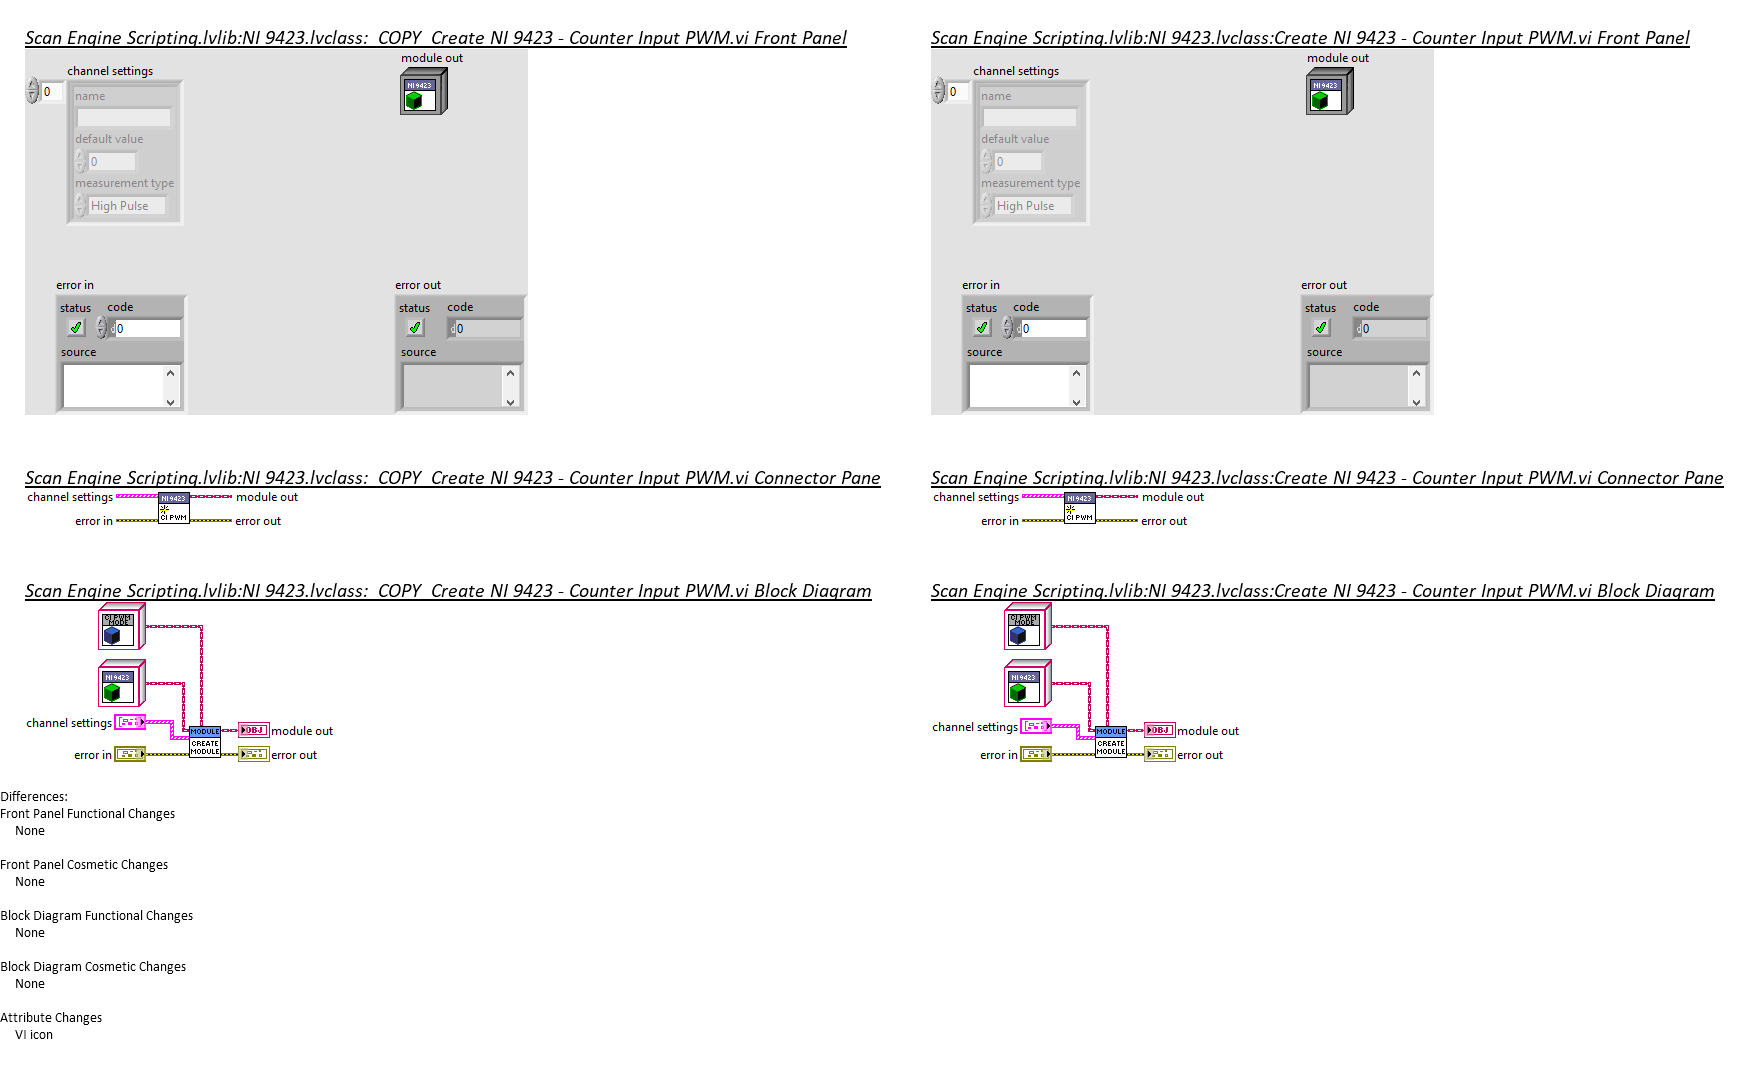 Scan Engine Scripting.lvlib:NI 9423.lvclass:_COPY_Create NI 9423 - Counter Input PWM.vi Front Panel
channel settings
module out
0
NI 9423
name
default value
0
measurement type
High Pulse
error in
error out
status code
status code
0
0
source
source
Scan Engine Scripting.lvlib:NI 9423.lvclass:Create NI 9423 - Counter Input PWM.vi Front Panel
channel settings
module out
0
NI 9423
name
default value
0
measurement type
High Pulse
error in
error out
status code
status code
0
0
source
source
Scan Engine Scripting.lvlib:NI 9423.lvclass:_COPY_Create NI 9423 - Counter Input PWM.vi Connector Pane
channel settings
NI 9423
module out
error in
CI PWM
error out
Scan Engine Scripting.lvlib:NI 9423.lvclass:Create NI 9423 - Counter Input PWM.vi Connector Pane
channel settings
NI 9423
module out
error in
CI PWM
error out
Scan Engine Scripting.lvlib:NI 9423.lvclass:_COPY_Create NI 9423 - Counter Input PWM.vi Block Diagram
CI PWM
MODE
NI 9423
channel settings
MODULE
OBJ
module out
CREATE
MODULE
error in
error out
Scan Engine Scripting.lvlib:NI 9423.lvclass:Create NI 9423 - Counter Input PWM.vi Block Diagram
CI PWM
MODE
NI 9423
channel settings
MODULE
OBJ
module out
CREATE
MODULE
error in
error out
Differences:
Front Panel Functional Changes
None
Front Panel Cosmetic Changes
None
Block Diagram Functional Changes
None
Block Diagram Cosmetic Changes
None
Attribute Changes
VI icon